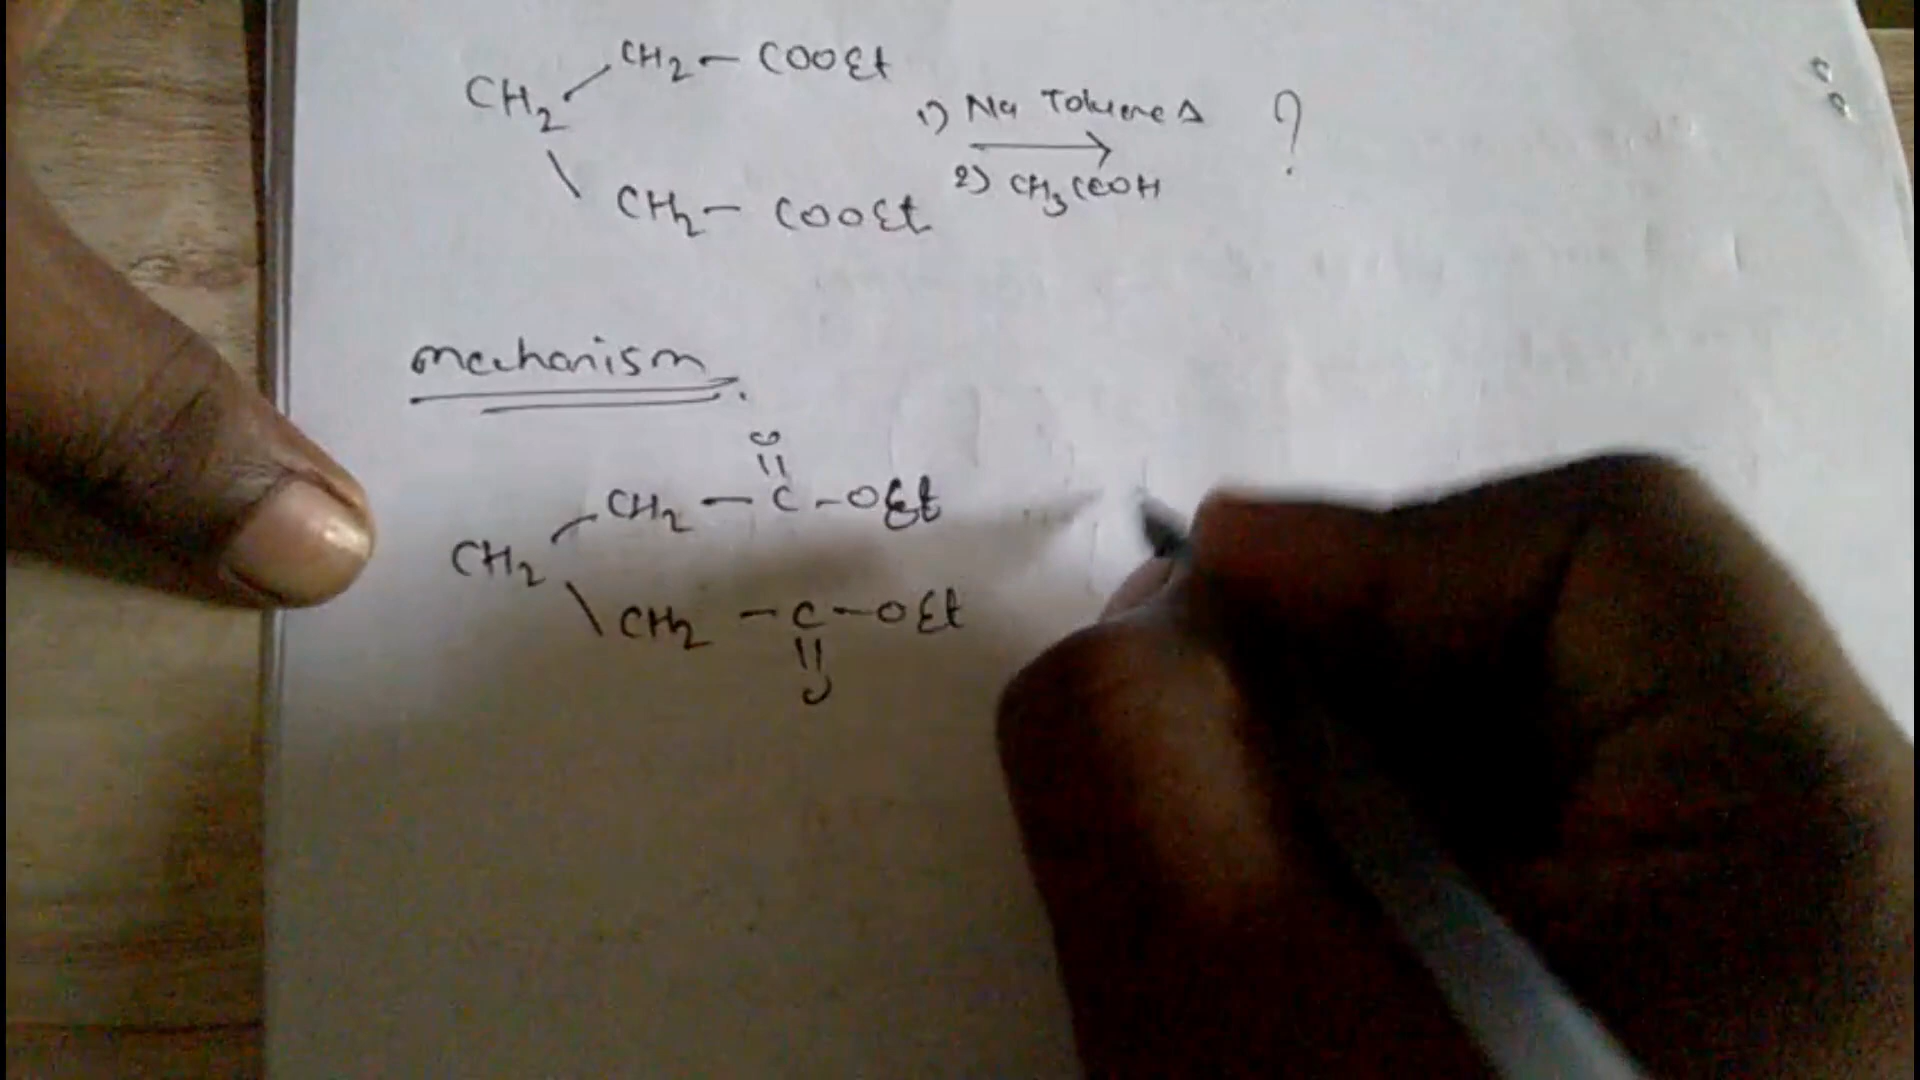 CH2 - COOEt
CH2
1) Na Toluene Δ ?
2) CH3COOH
CH2 - COOEt
mechanism.
O
CH2 - C - OEt
CH2
CH2 - C - OEt
O